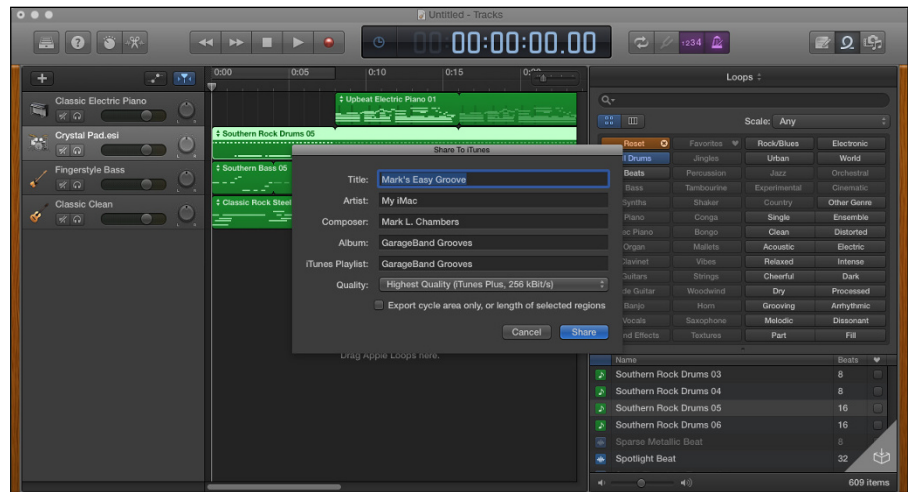 Untitled - Tracks
00:00:00.00
1234
0:00 0:05 0:10 0:15
Loops
Classic Electric Piano
Upbeat Electric Piano 01
Scale: Any
Crystal Pad.esi
Southern Rock Drums 05
Fingerstyle Bass
Southern Bass 05
Classic Clean
Classic Rock Steel
Share To iTunes
Title: Mark's Easy Groove
Artist: My iMac
Composer: Mark L. Chambers
Album: GarageBand Grooves
iTunes Playlist: GarageBand Grooves
Quality: Highest Quality (iTunes Plus, 256 kBit/s)
Export cycle area only, or length of selected regions
Cancel Share
Drag Apple Loops here.
Reset Favorites Rock/Blues Electronic
Drums Jingles Urban World
Beats Percussion Jazz Orchestral
Bass Tambourine Experimental Cinematic
Synths Shaker Country Other Genre
Piano Conga Single Ensemble
Piano Bongo Clean Distorted
Organ Mallets Acoustic Electric
Clavinet Vibes Relaxed Intense
Guitars Strings Cheerful Dark
Guitar Woodwind Dry Processed
Banjo Horn Grooving Arrhythmic
Vocals Saxophone Melodic Dissonant
Effects Textures Part Fill
Name Beats
Southern Rock Drums 03 8
Southern Rock Drums 04 8
Southern Rock Drums 05 16
Southern Rock Drums 06 16
Sparse Metallic Beat 8
Spotlight Beat 32
609 items